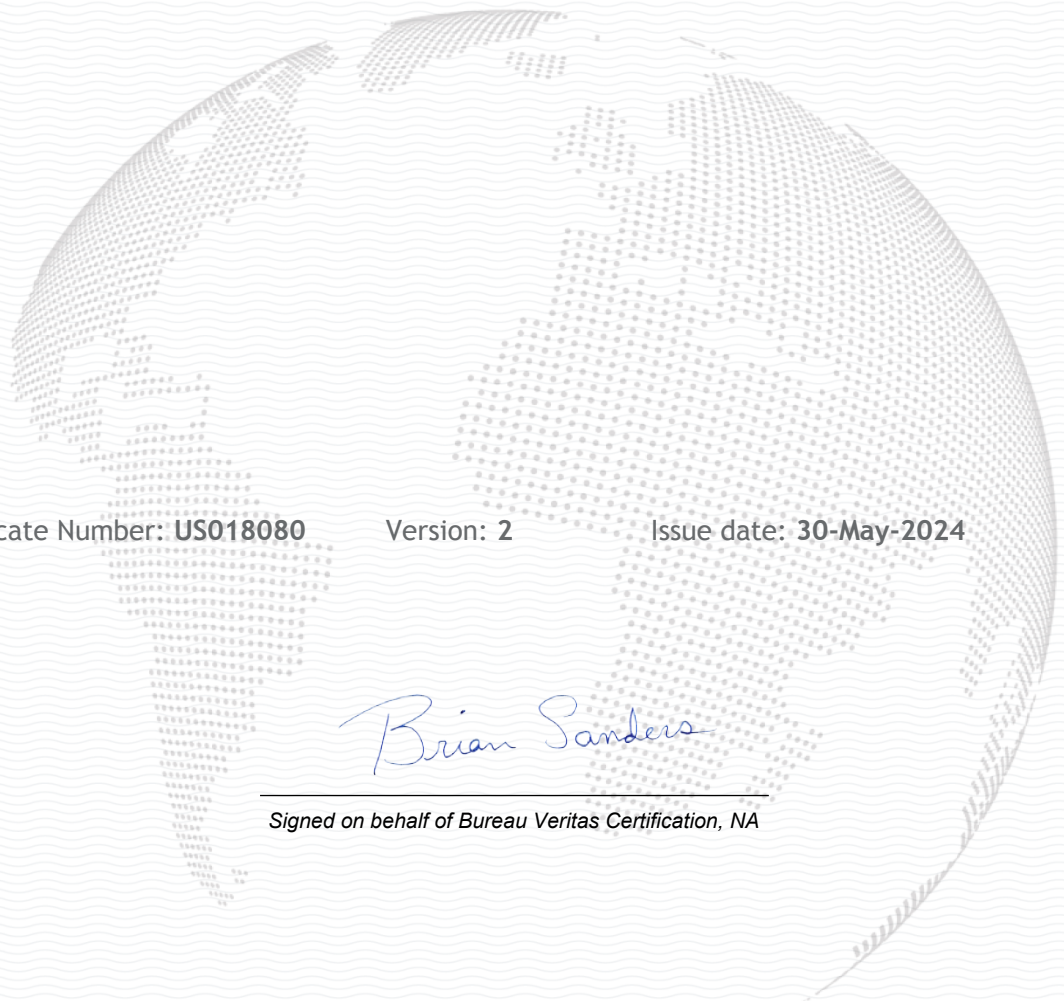 cate Number: US018080 Version: 2 Issue date: 30-May-2024
Brian Sanders
Signed on behalf of Bureau Veritas Certification, NA